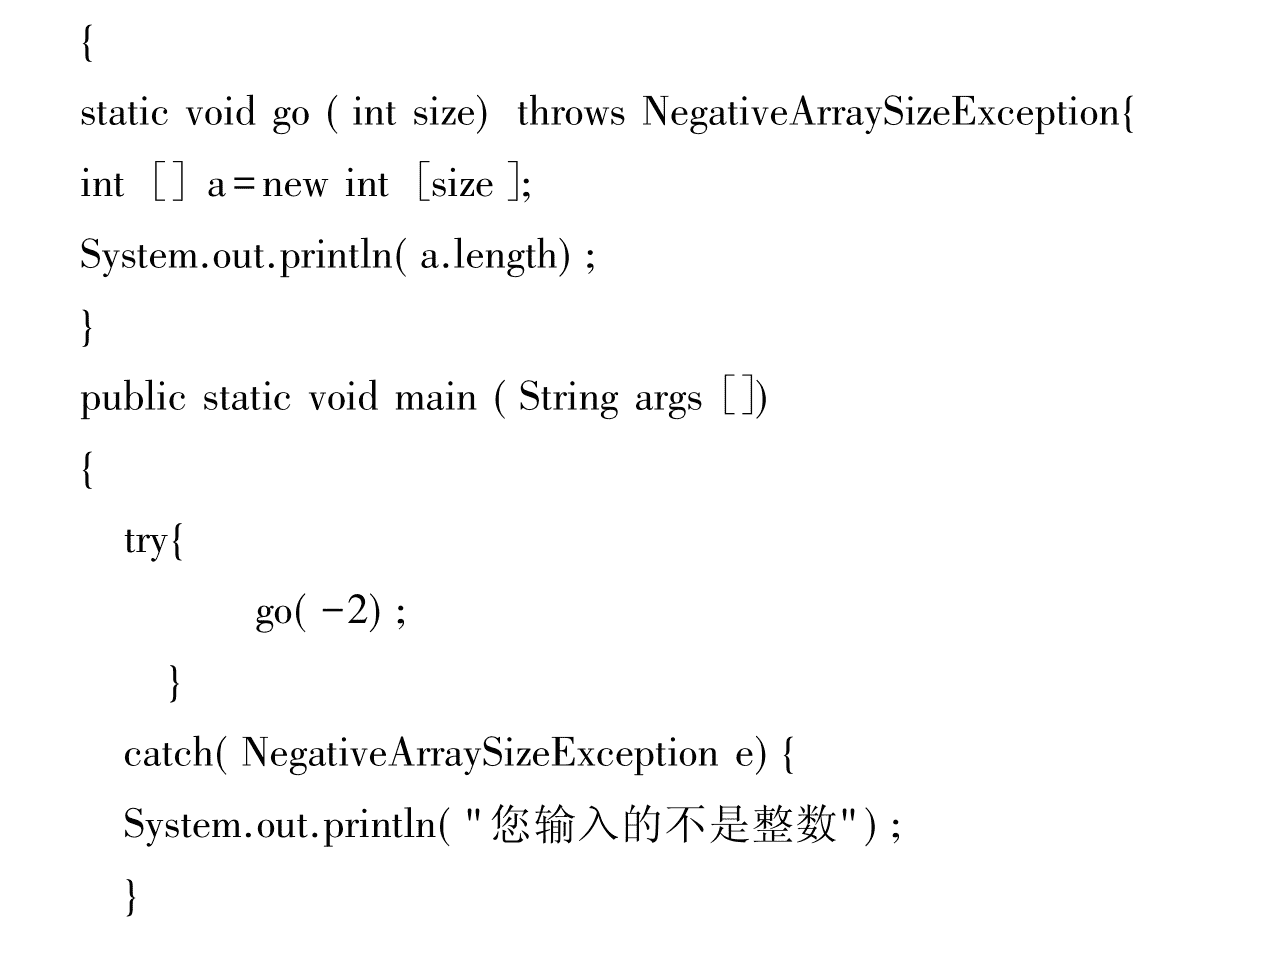 {
static void go ( int size) throws NegativeArraySizeException{
int [] a=new int [size ];
System.out.println( a.length) ;
}
public static void main ( String args [])
{
try{
go( -2) ;
}
catch( NegativeArraySizeException e) {
System.out.println( "您输入的不是整数") ;
}